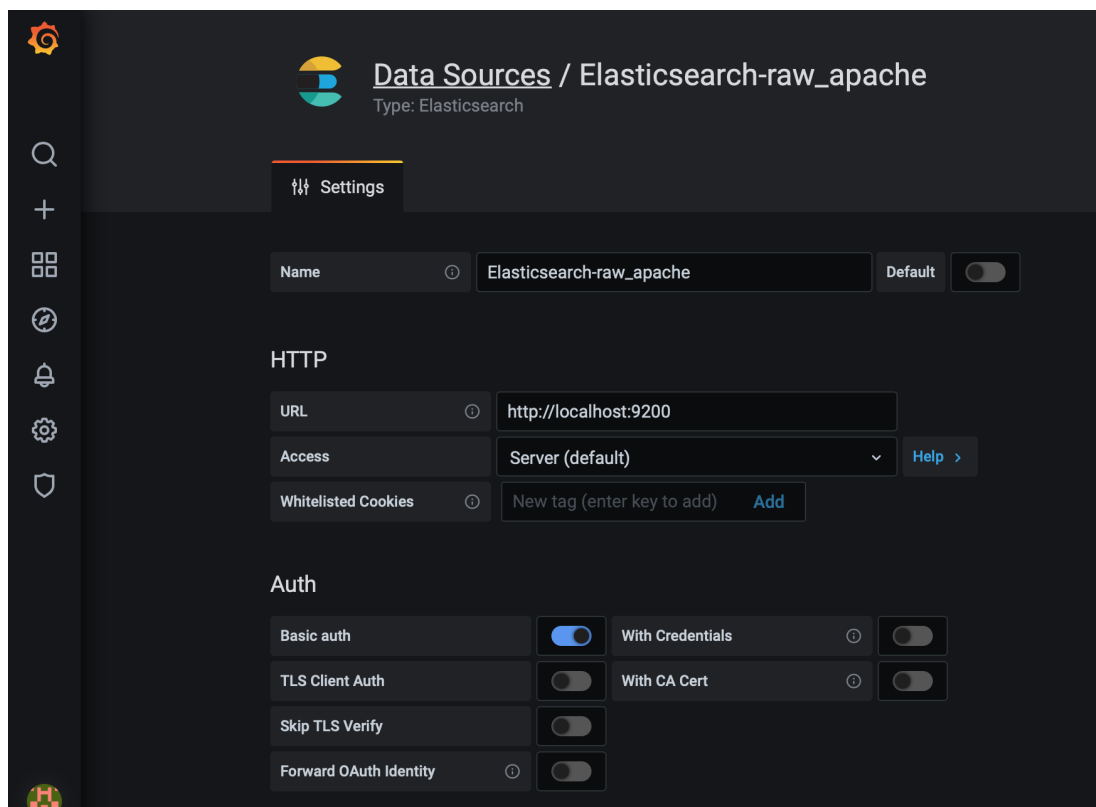 Data Sources / Elasticsearch-raw_apache
Type: Elasticsearch
Settings
Name Elasticsearch-raw_apache Default
HTTP
URL http://localhost:9200
Access Server (default) Help >
Whitelisted Cookies New tag (enter key to add) Add
Auth
Basic auth With Credentials
TLS Client Auth With CA Cert
Skip TLS Verify
Forward OAuth Identity